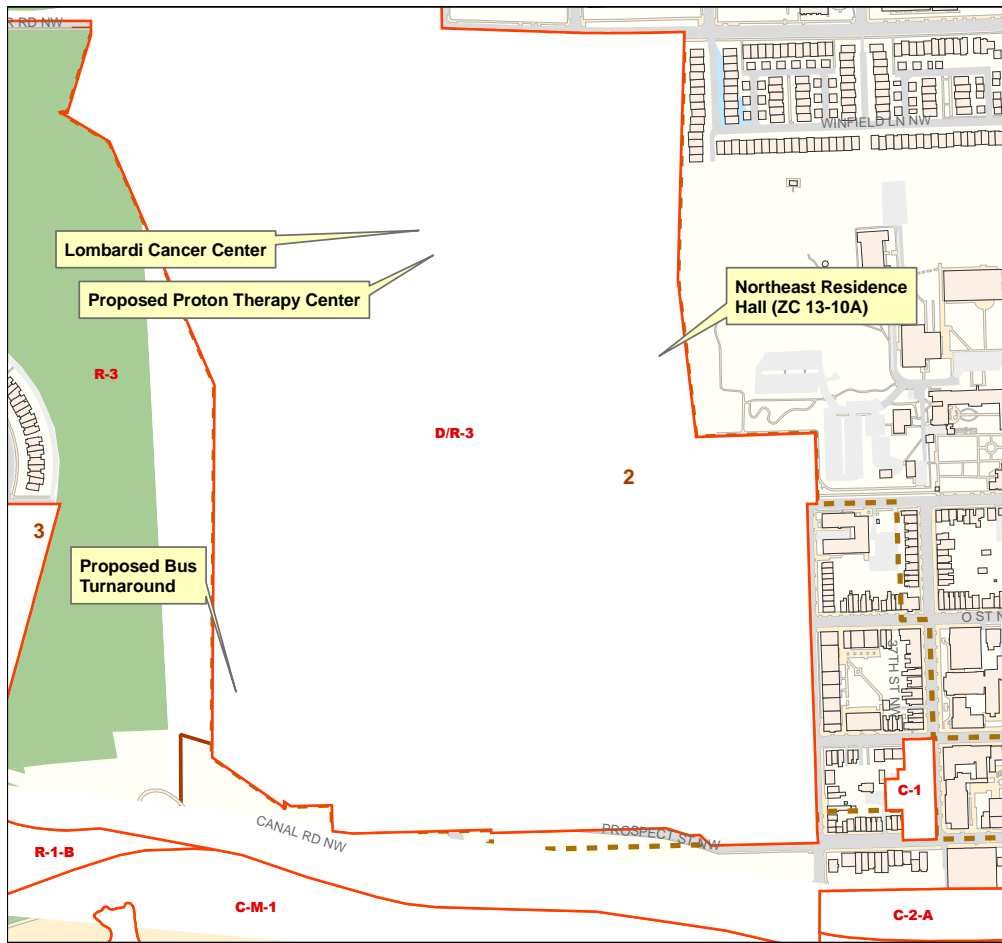 R RD NW
WINFIELD LN NW
Lombardi Cancer Center
Proposed Proton Therapy Center
Northeast Residence
Hall (ZC 13-10A)
R-3
D/R-3
2
3
Proposed Bus
Turnaround
O ST N
37TH ST NW
C-1
CANAL RD NW
PROSPECT ST NW
R-1-B
C-M-1
C-2-A